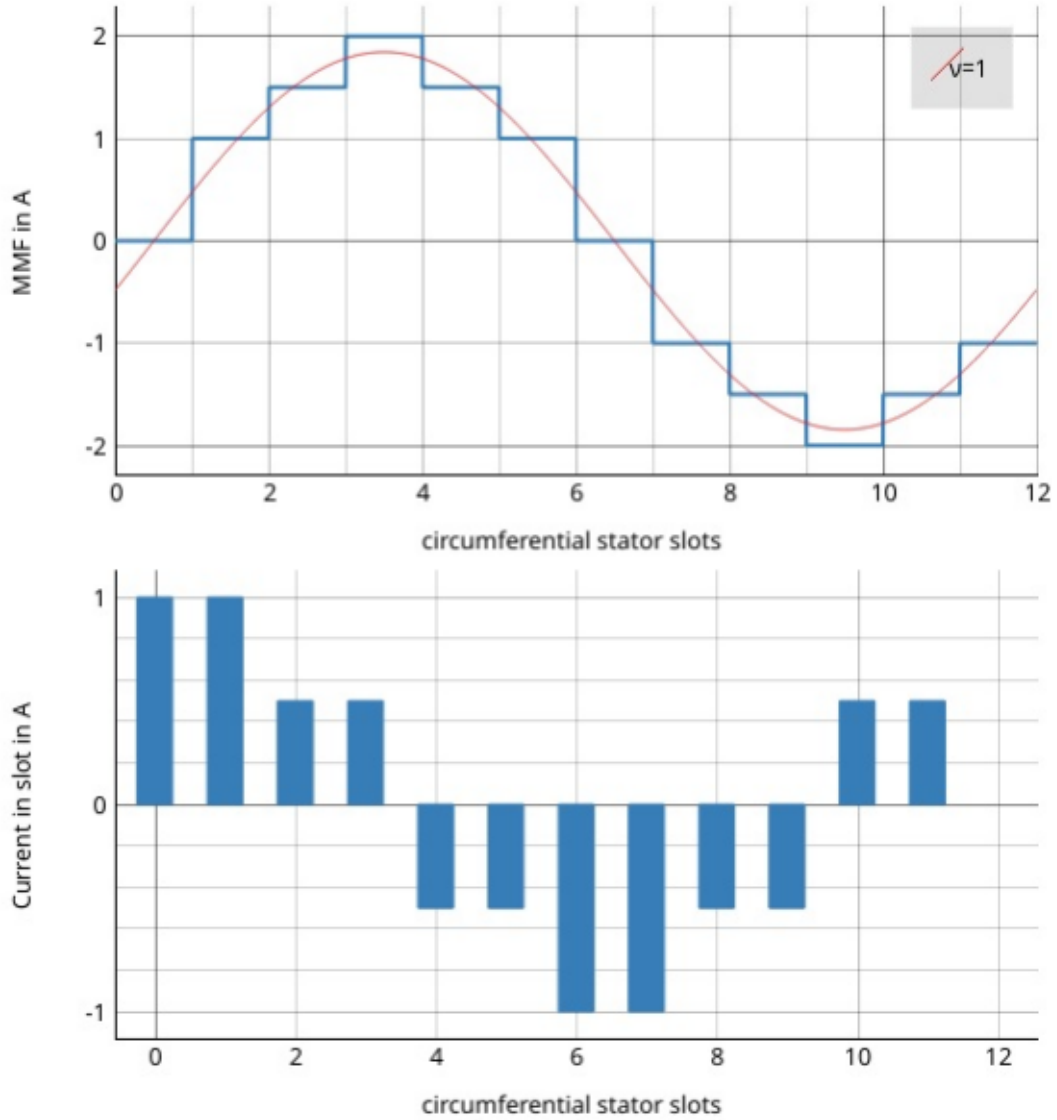 2
1
0
-1
-2
MMF in A
ν=1
0 2 4 6 8 10 12
circumferential stator slots
1
0
-1
Current in slot in A
0 2 4 6 8 10 12
circumferential stator slots